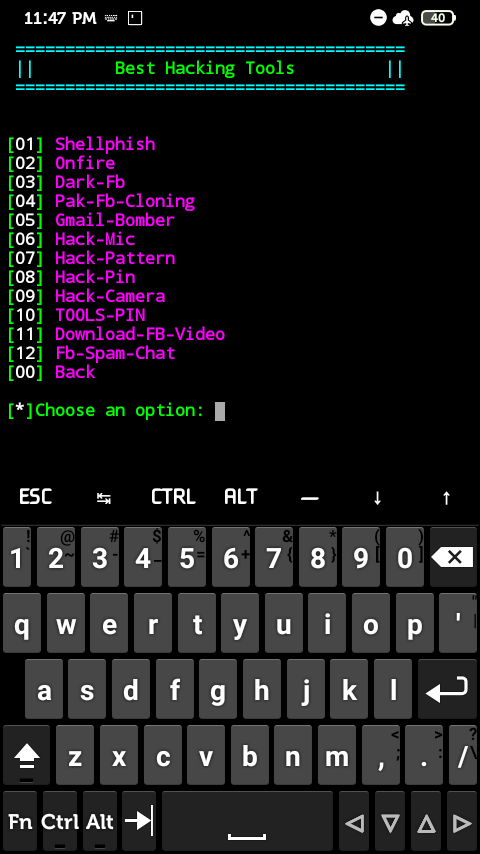 11:47 PM 40
=======================================
|| Best Hacking Tools ||
=======================================
[01] Shellphish
[02] Onfire
[03] Dark-Fb
[04] Pak-Fb-Cloning
[05] Gmail-Bomber
[06] Hack-Mic
[07] Hack-Pattern
[08] Hack-Pin
[09] Hack-Camera
[10] TOOLS-PIN
[11] Download-FB-Video
[12] Fb-Spam-Chat
[00] Back
[*]Choose an option:
ESC ↹ CTRL ALT — ↓ ↑
! @ # $ % ^ & * ( )
1 2 3 4 5 6 7 8 9 0
` ~ - _ = + { } [ ]
q w e r t y u i o p '
a s d f g h j k l
z x c v b n m , . /
< ; > : ? \
Fn Ctrl Alt